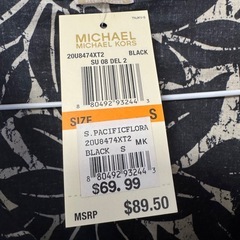 MICHAEL
MICHAEL KORS
20U8474XT2 BLACK
SU 08 DEL 2
8 80492 93244 3
SIZE S
S.PACIFICFLORA
20U8474XT2
BLACK S MK
8 80492 93244 3
$69.99
MSRP $89.50